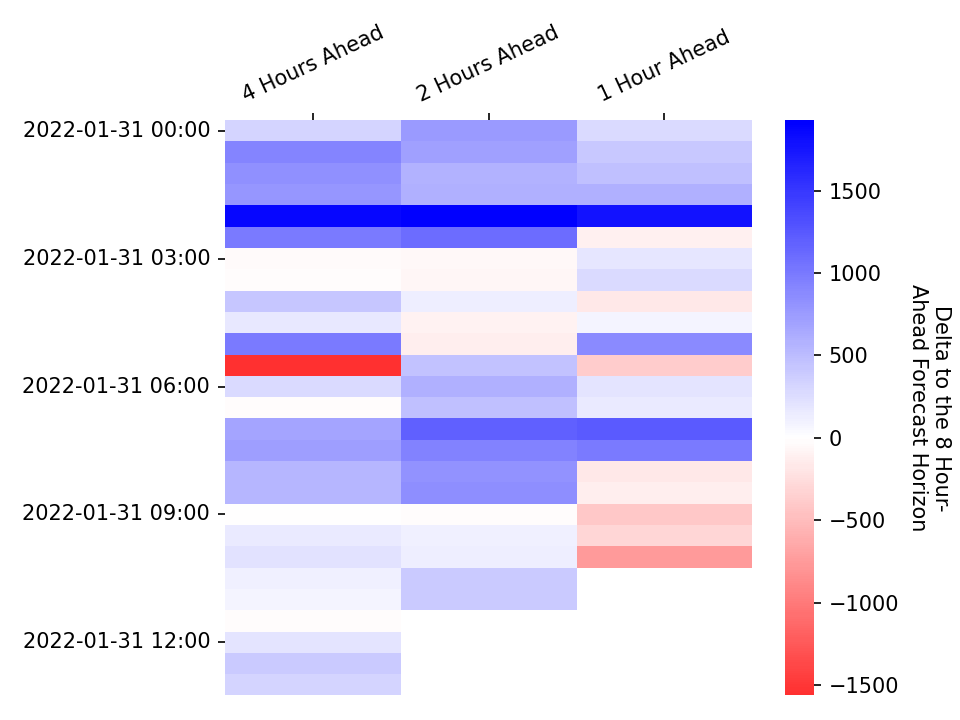 4 Hours Ahead
2 Hours Ahead
1 Hour Ahead
2022-01-31 00:00
2022-01-31 03:00
2022-01-31 06:00
2022-01-31 09:00
2022-01-31 12:00
1500
1000
500
0
−500
−1000
−1500
Delta to the 8 Hour-
Ahead Forecast Horizon